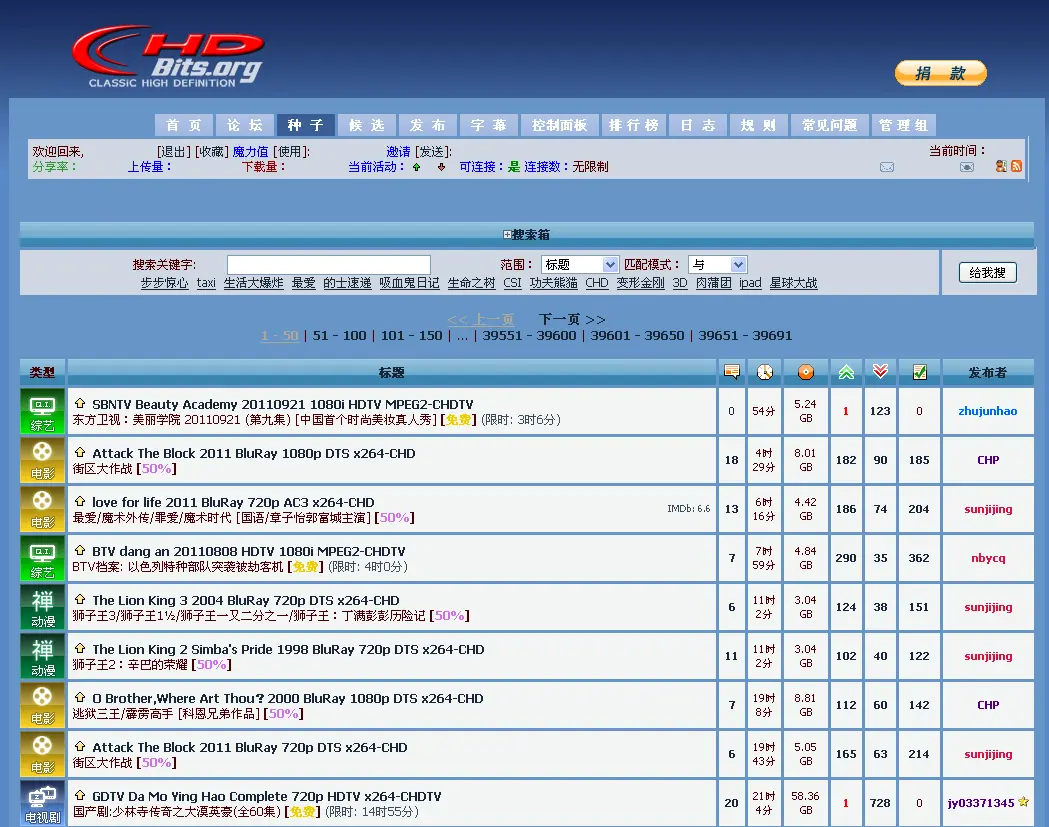 CHD
Bits.org
CLASSIC HIGH DEFINITION
捐 款
首 页 论 坛 种 子 候 选 发 布 字 幕 控制面板 排 行 榜 日 志 规 则 常见问题 管 理 组
欢迎回来, [退出] [收藏] 魔力值 [使用]: 邀请 [发送]: 当前时间：
分享率： 上传量： 下载量： 当前活动： 可连接：是 连接数：无限制
搜索箱
搜索关键字: 范围： 标题 匹配模式： 与 给我搜
步步惊心 taxi 生活大爆炸 最爱 的士速递 吸血鬼日记 生命之树 CSI 功夫熊猫 CHD 变形金刚 3D 肉蒲团 ipad 星球大战
<< 上一页 下一页 >>
1 - 50 | 51 - 100 | 101 - 150 | ... | 39551 - 39600 | 39601 - 39650 | 39651 - 39691
类型 标题 发布者
综艺 SBNTV Beauty Academy 20110921 1080i HDTV MPEG2-CHDTV 0 54分 5.24 GB 1 123 0 zhujunhao
东方卫视：美丽学院 20110921 (第九集) [中国首个时尚美妆真人秀] [免费] (限时: 3时6分)
电影 Attack The Block 2011 BluRay 1080p DTS x264-CHD 18 4时29分 8.01 GB 182 90 185 CHP
街区大作战 [50%]
电影 love for life 2011 BluRay 720p AC3 x264-CHD IMDb: 6.6 13 6时16分 4.42 GB 186 74 204 sunjijing
最爱/魔术外传/罪爱/魔术时代 [国语/章子怡郭富城主演] [50%]
综艺 BTV dang an 20110808 HDTV 1080i MPEG2-CHDTV 7 7时59分 4.84 GB 290 35 362 nbycq
BTV档案: 以色列特种部队突袭被劫客机 [免费] (限时: 4时0分)
禅 动漫 The Lion King 3 2004 BluRay 720p DTS x264-CHD 6 11时2分 3.04 GB 124 38 151 sunjijing
狮子王3/狮子王1½/狮子王一又二分之一/狮子王：丁满彭彭历险记 [50%]
禅 动漫 The Lion King 2 Simba's Pride 1998 BluRay 720p DTS x264-CHD 11 11时2分 3.04 GB 102 40 122 sunjijing
狮子王2：辛巴的荣耀 [50%]
电影 O Brother,Where Art Thou? 2000 BluRay 1080p DTS x264-CHD 7 19时8分 8.81 GB 112 60 142 CHP
逃狱三王/霹雳高手 [科恩兄弟作品] [50%]
电影 Attack The Block 2011 BluRay 720p DTS x264-CHD 6 19时43分 5.05 GB 165 63 214 sunjijing
街区大作战 [50%]
电视剧 GDTV Da Mo Ying Hao Complete 720p HDTV x264-CHDTV 20 21时4分 58.36 GB 1 728 0 jy03371345
国产剧:少林寺传奇之大漠英豪(全60集) [免费] (限时: 14时55分)